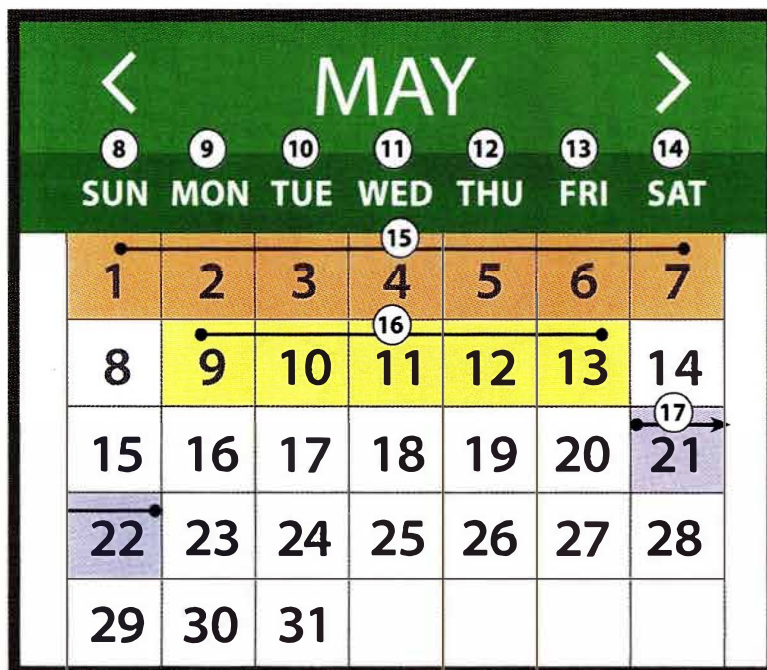 < MAY >
8 9 10 11 12 13 14
SUN MON TUE WED THU FRI SAT
15
1 2 3 4 5 6 7
16
8 9 10 11 12 13 14
17
15 16 17 18 19 20 21
22 23 24 25 26 27 28
29 30 31